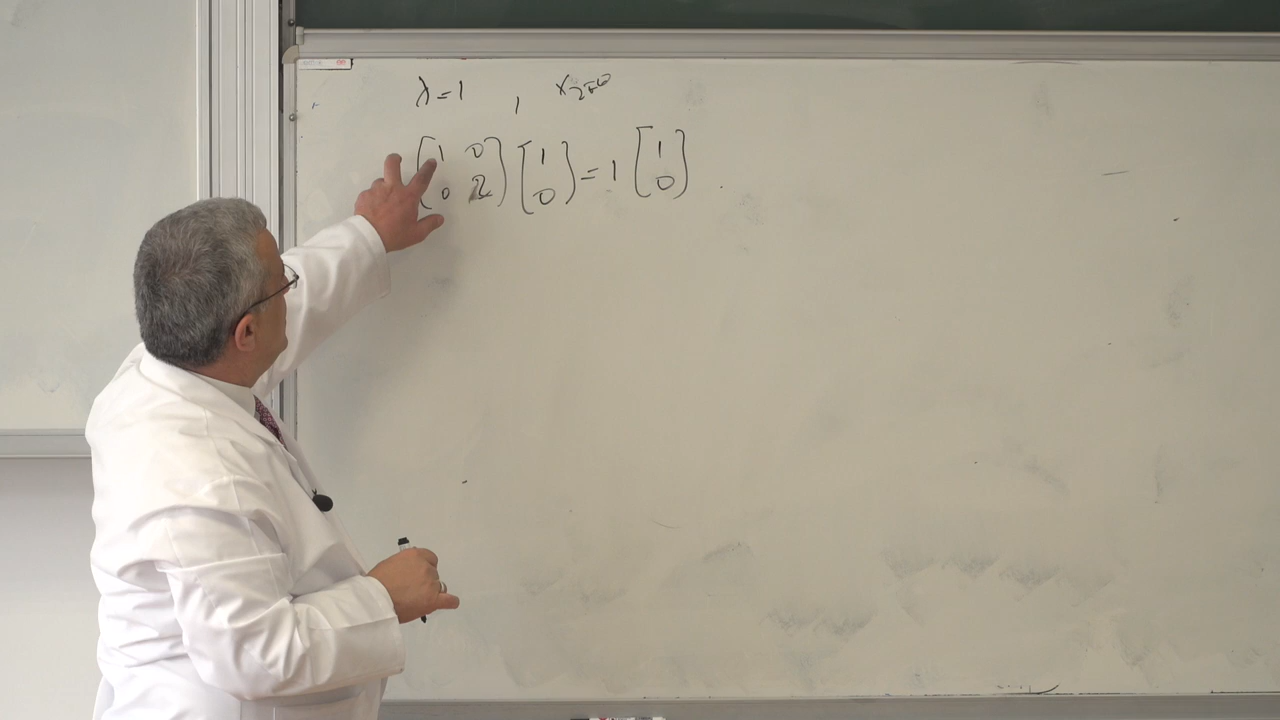 λ=1 , x₂=0
[1 0; 0 2] [1; 0] = 1 [1; 0]